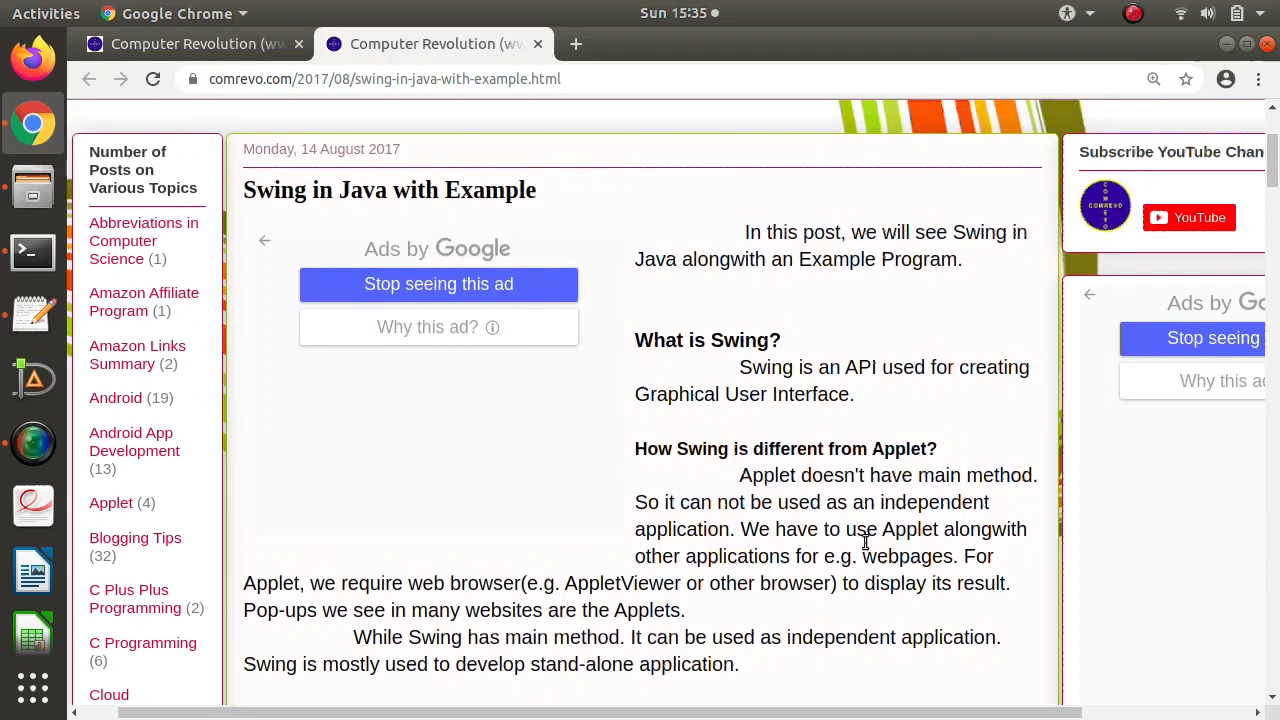 Activities
Google Chrome
Sun 15:35
Computer Revolution (ww
Computer Revolution (ww
comrevo.com/2017/08/swing-in-java-with-example.html
Number of
Posts on
Various Topics
Abbreviations in
Computer
Science (1)
Amazon Affiliate
Program (1)
Amazon Links
Summary (2)
Android (19)
Android App
Development
(13)
Applet (4)
Blogging Tips
(32)
C Plus Plus
Programming (2)
C Programming
(6)
Cloud
Monday, 14 August 2017
Swing in Java with Example
Ads by Google
Stop seeing this ad
Why this ad?
In this post, we will see Swing in
Java alongwith an Example Program.
What is Swing?
Swing is an API used for creating
Graphical User Interface.
How Swing is different from Applet?
Applet doesn't have main method.
So it can not be used as an independent
application. We have to use Applet alongwith
other applications for e.g. webpages. For
Applet, we require web browser(e.g. AppletViewer or other browser) to display its result.
Pop-ups we see in many websites are the Applets.
While Swing has main method. It can be used as independent application.
Swing is mostly used to develop stand-alone application.
Subscribe YouTube Chan
COMREVO
YouTube
Ads by Go
Stop seeing
Why this ad